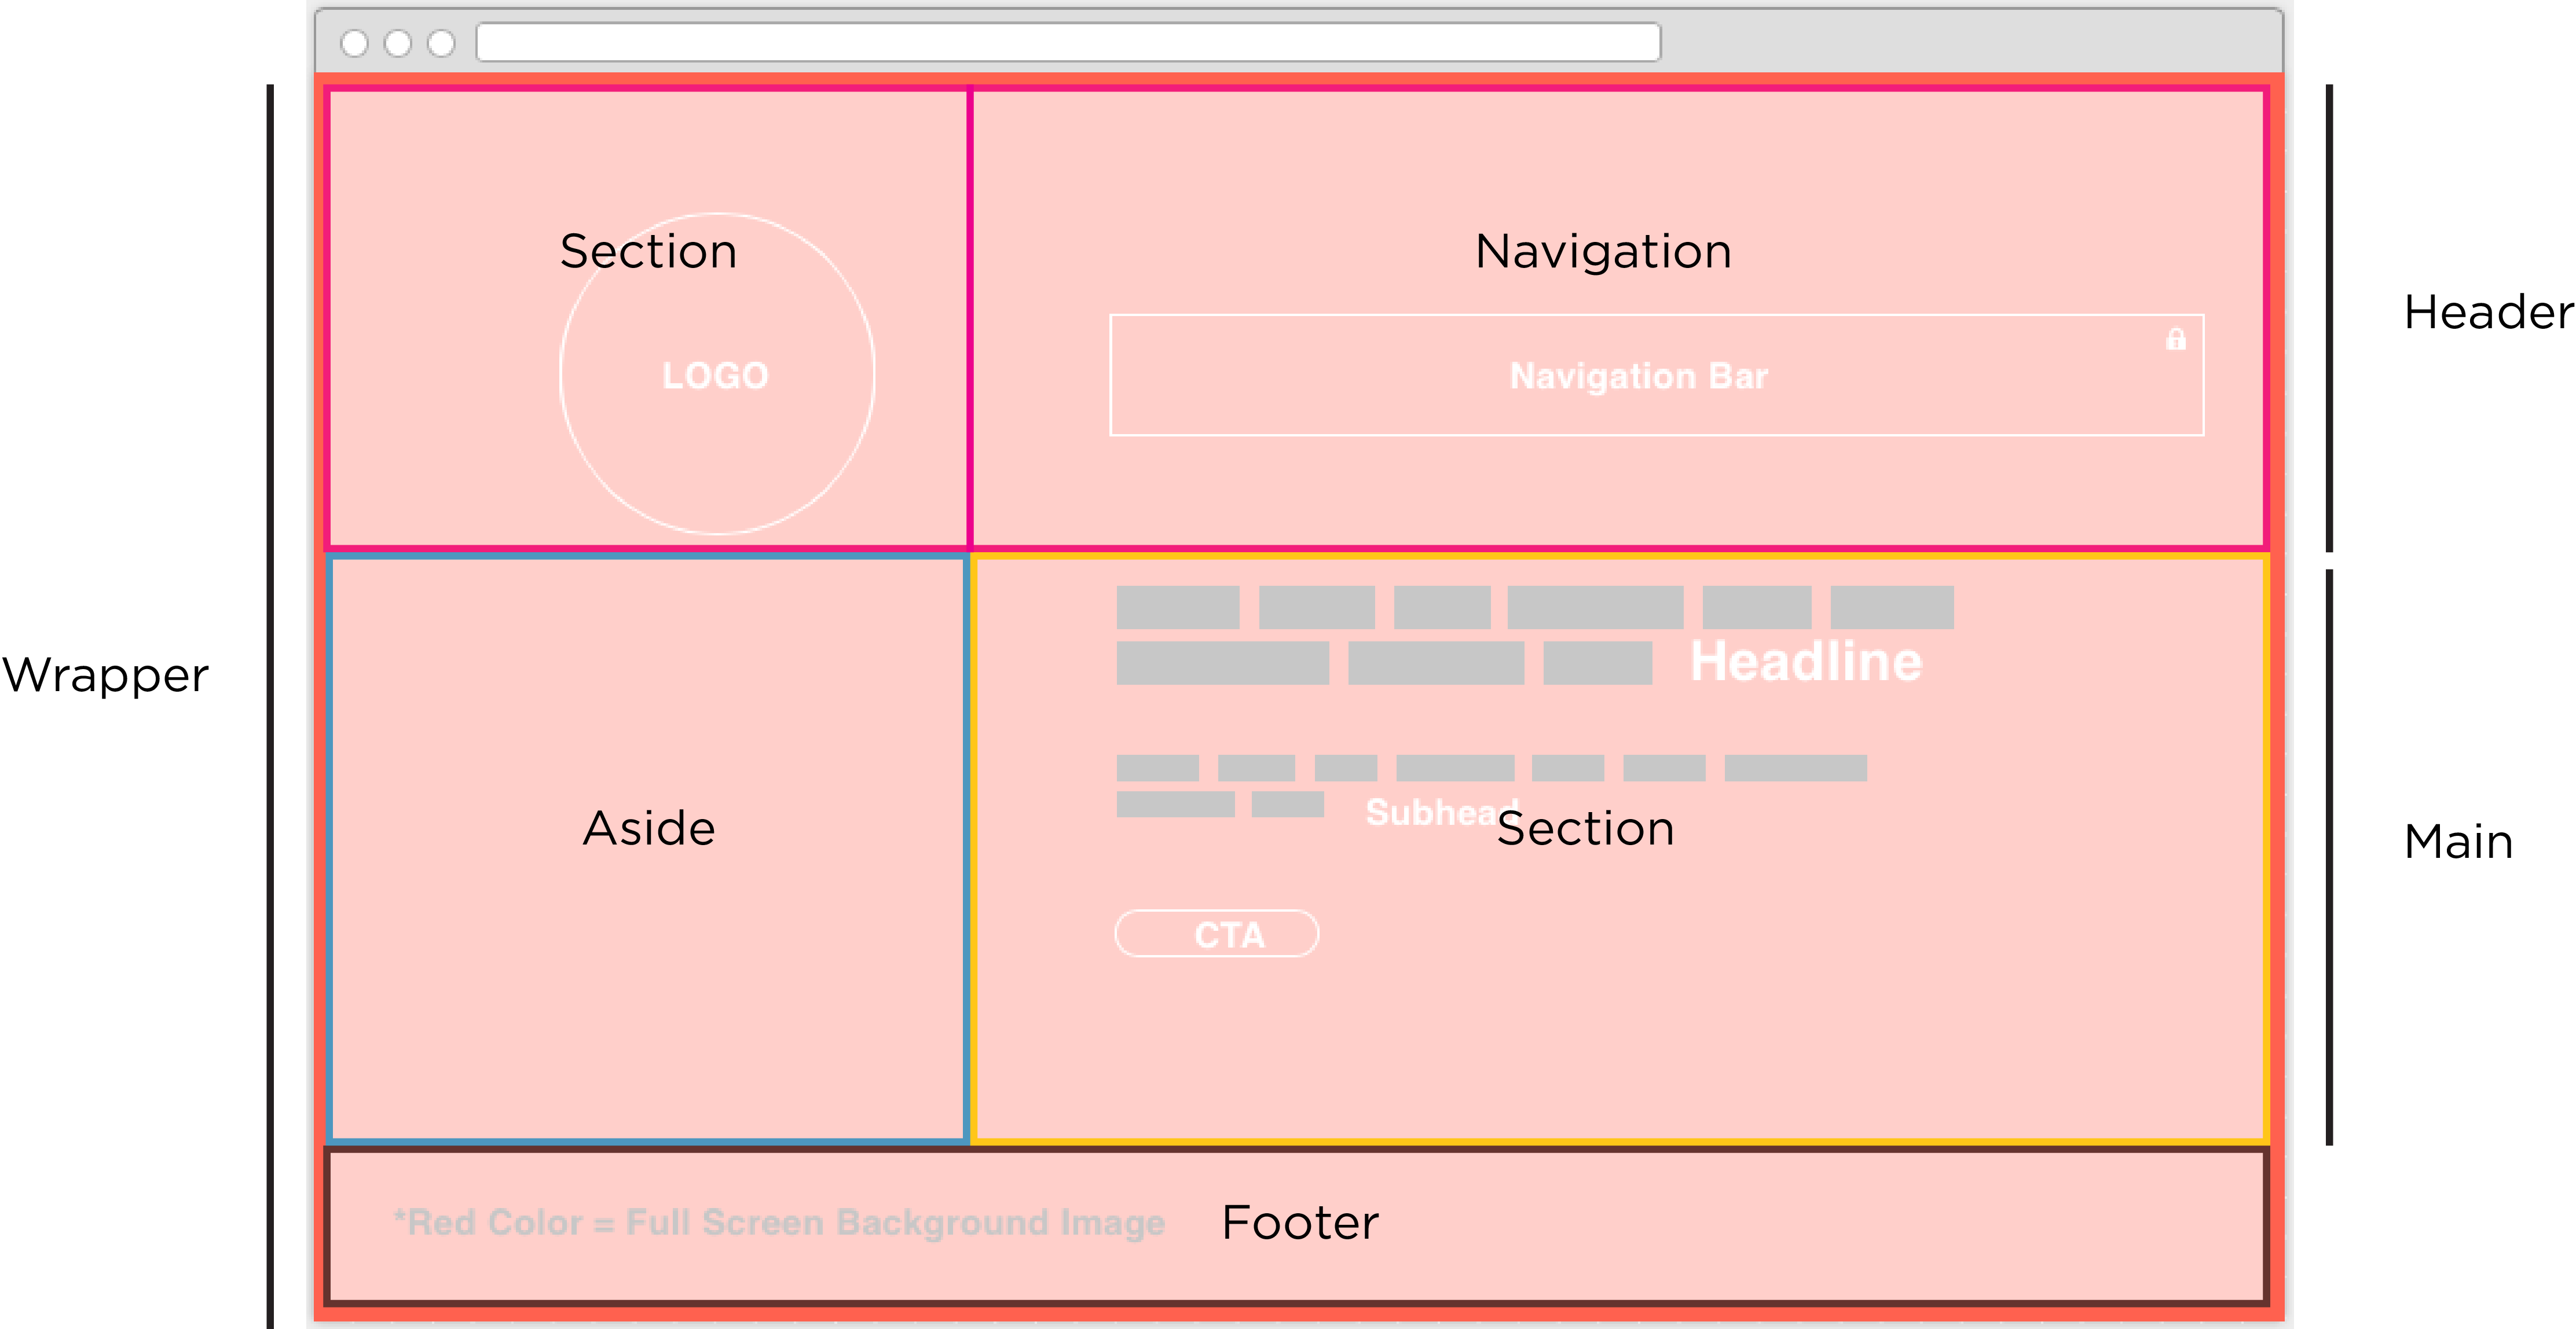 Section
Navigation
Header
LOGO
Navigation Bar
Headline
Wrapper
Subhead
Aside
Section
Main
CTA
*Red Color = Full Screen Background Image
Footer